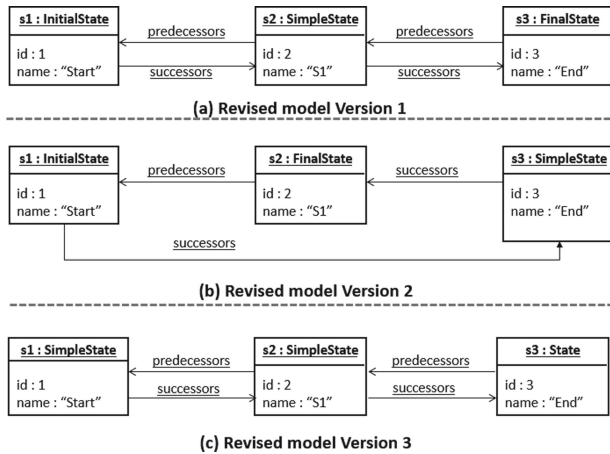 s1 : InitialState
s2 : SimpleState
s3 : FinalState
predecessors
predecessors
id : 1
name : “Start”
id : 2
name : “S1”
id : 3
name : “End”
successors
successors
(a) Revised model Version 1
s1 : InitialState
s2 : FinalState
s3 : SimpleState
predecessors
successors
id : 1
name : “Start”
id : 2
name : “S1”
id : 3
name : “End”
successors
(b) Revised model Version 2
s1 : SimpleState
s2 : SimpleState
s3 : State
predecessors
predecessors
id : 1
name : “Start”
id : 2
name : “S1”
id : 3
name : “End”
successors
successors
(c) Revised model Version 3